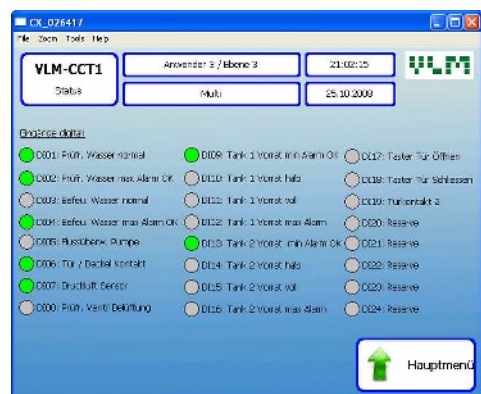 CX_026417
File Zoom Tools Help
VLM-CCT1
Status
Anwender 3 / Ebene 3
21:02:15
VLM
Multi
25.10.2008
Eingänge digital
DI01: Prüfr. Wasser normal
DI02: Prüfr. Wasser max Alarm OK
DI03: Befeu. Wasser normal
DI04: Befeu. Wasser max Alarm OK
DI05: Flussüberw. Pumpe
DI06: Tür / Deckel Kontakt
DI07: Druckluft Sensor
DI08: Prüfr. Ventil Belüftung
DI09: Tank 1 Vorrat min Alarm OK
DI10: Tank 1 Vorrat halb
DI11: Tank 1 Vorrat voll
DI12: Tank 1 Vorrat max Alarm
DI13: Tank 2 Vorrat min Alarm OK
DI14: Tank 2 Vorrat halb
DI15: Tank 2 Vorrat voll
DI16: Tank 2 Vorrat max Alarm
DI17: Taster Tür Öffnen
DI18: Taster Tür Schliessen
DI19: Türkontakt 2
DI20: Reserve
DI21: Reserve
DI22: Reserve
DI23: Reserve
DI24: Reserve
Hauptmenü